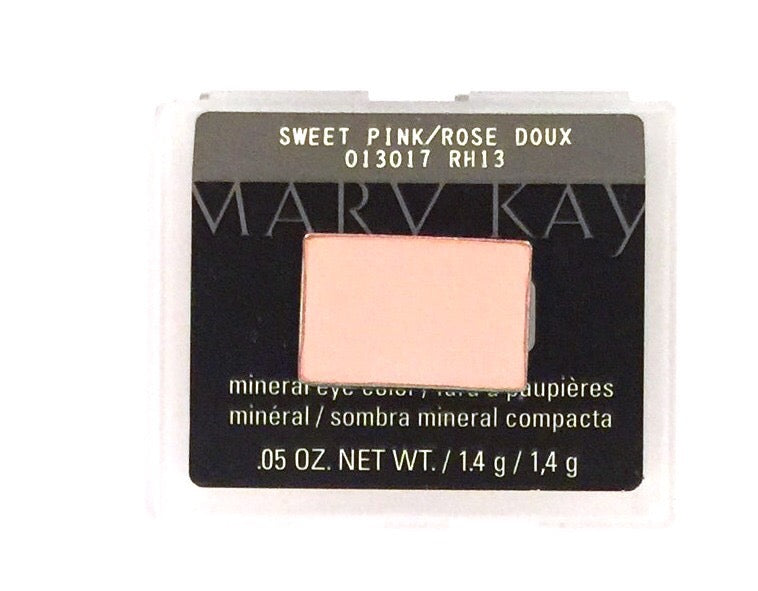 SWEET PINK/ROSE DOUX
013017 RH13
MARY KAY
mineral eye color / fard à paupières
minéral / sombra mineral compacta
.05 OZ. NET WT. / 1.4 g / 1,4 g